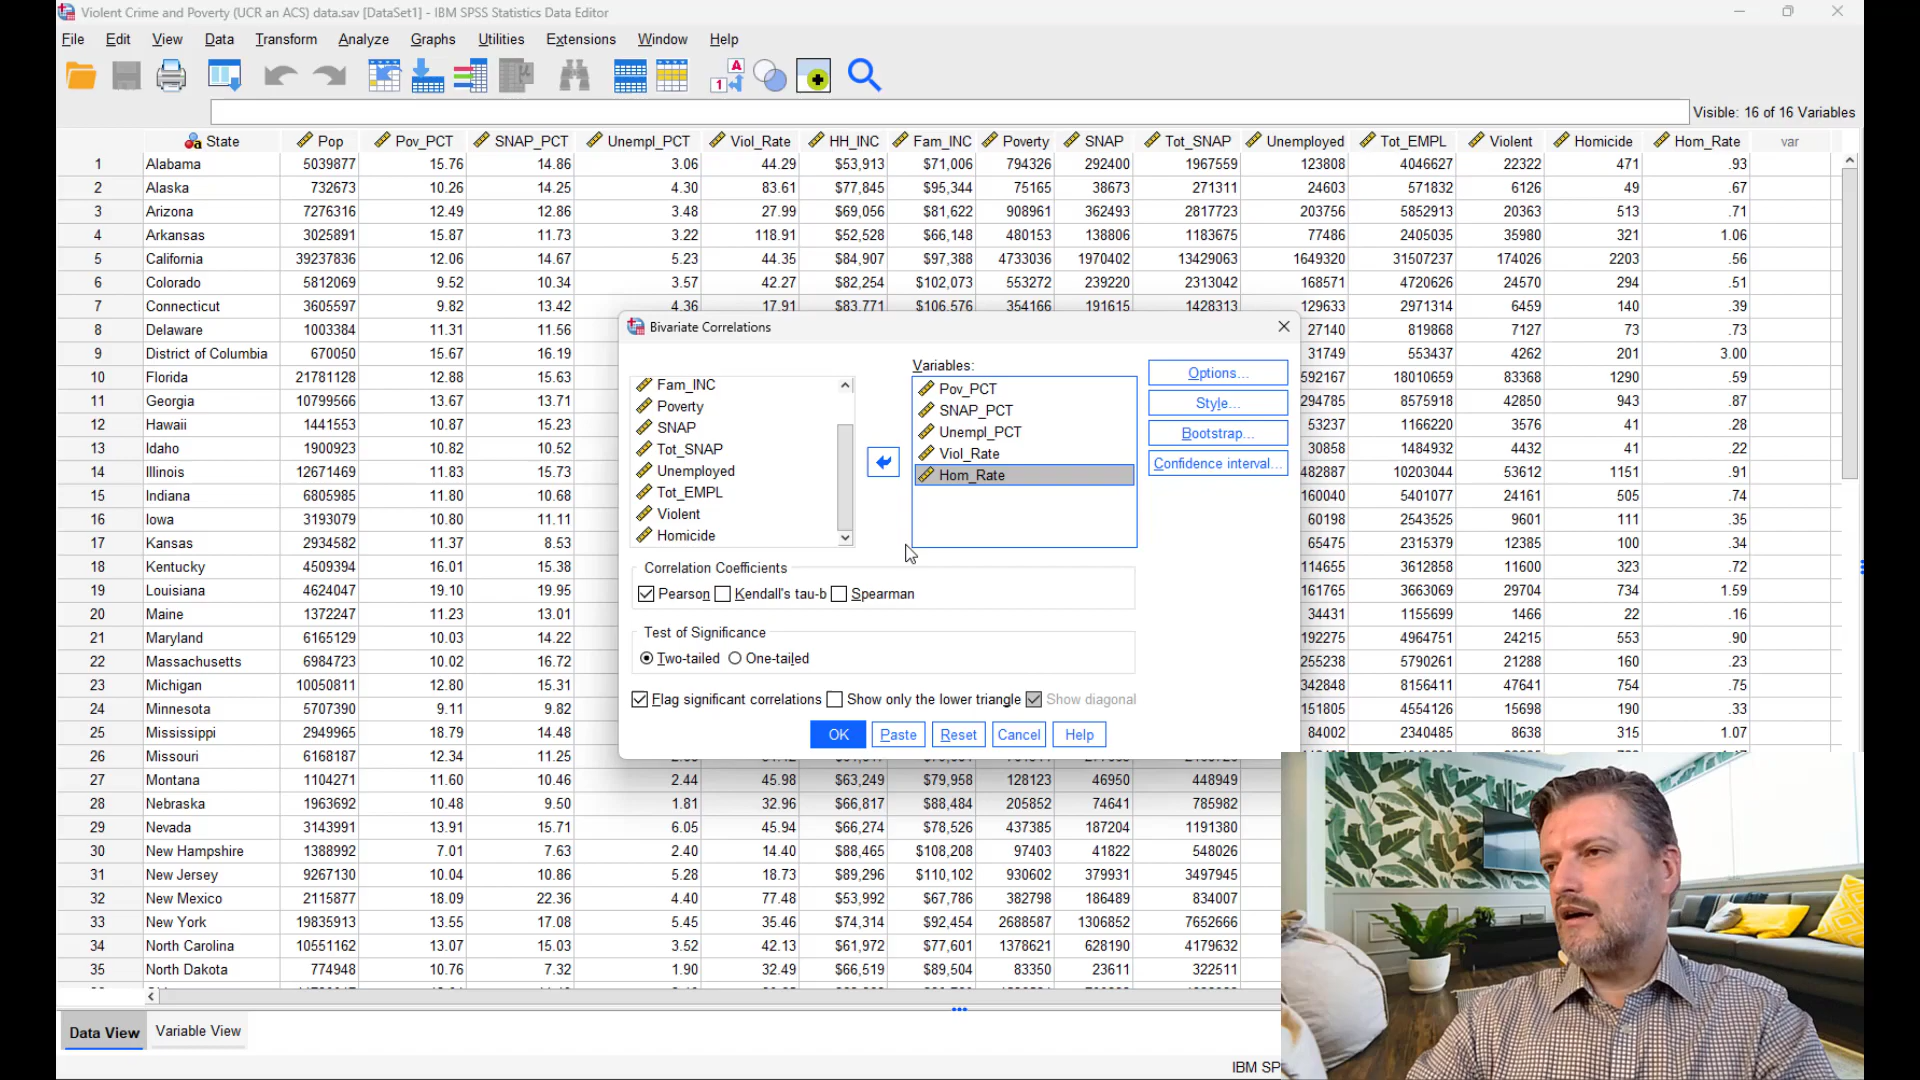 Violent Crime and Poverty (UCR an ACS) data.sav [DataSet1] - IBM SPSS Statistics Data Editor
File Edit View Data Transform Analyze Graphs Utilities Extensions Window Help
Visible: 16 of 16 Variables
State Pop Pov_PCT SNAP_PCT Unempl_PCT Viol_Rate HH_INC Fam_INC Poverty SNAP Tot_SNAP Unemployed Tot_EMPL Violent Homicide Hom_Rate var
1 Alabama 5039877 15.76 14.86 3.06 44.29 $53,913 $71,006 794326 292400 1967559 123808 4046627 22322 471 .93
2 Alaska 732673 10.26 14.25 4.30 83.61 $77,845 $95,344 75165 38673 271311 24603 571832 6126 49 .67
3 Arizona 7276316 12.49 12.86 3.48 27.99 $69,056 $81,622 908961 362493 2817723 203756 5852913 20363 513 .71
4 Arkansas 3025891 15.87 11.73 3.22 118.91 $52,528 $66,148 480153 138806 1183675 77486 2405035 35980 321 1.06
5 California 39237836 12.06 14.67 5.23 44.35 $84,907 $97,388 4733036 1970402 13429063 1649320 31507237 174026 2203 .56
6 Colorado 5812069 9.52 10.34 3.57 42.27 $82,254 $102,073 553272 239220 2313042 168571 4720626 24570 294 .51
7 Connecticut 3605597 9.82 13.42 4.36 17.91 $83,771 $106,576 354166 191615 1428313 129633 2971314 6459 140 .39
8 Delaware 1003384 11.31 11.56 27140 819868 7127 73 .73
9 District of Columbia 670050 15.67 16.19 31749 553437 4262 201 3.00
10 Florida 21781128 12.88 15.63 592167 18010659 83368 1290 .59
11 Georgia 10799566 13.67 13.71 294785 8575918 42850 943 .87
12 Hawaii 1441553 10.87 15.23 53237 1166220 3576 41 .28
13 Idaho 1900923 10.82 10.52 30858 1484932 4432 41 .22
14 Illinois 12671469 11.83 15.73 482887 10203044 53612 1151 .91
15 Indiana 6805985 11.80 10.68 160040 5401077 24161 505 .74
16 Iowa 3193079 10.80 11.11 60198 2543525 9601 111 .35
17 Kansas 2934582 11.37 8.53 65475 2315379 12385 100 .34
18 Kentucky 4509394 16.01 15.38 114655 3612858 11600 323 .72
19 Louisiana 4624047 19.10 19.95 161765 3663069 29704 734 1.59
20 Maine 1372247 11.23 13.01 34431 1155699 1466 22 .16
21 Maryland 6165129 10.03 14.22 192275 4964751 24215 553 .90
22 Massachusetts 6984723 10.02 16.72 255238 5790261 21288 160 .23
23 Michigan 10050811 12.80 15.31 342848 8156411 47641 754 .75
24 Minnesota 5707390 9.11 9.82 151805 4554126 15698 190 .33
25 Mississippi 2949965 18.79 14.48 84002 2340485 8638 315 1.07
26 Missouri 6168187 12.34 11.25
27 Montana 1104271 11.60 10.46 2.44 45.98 $63,249 $79,958 128123 46950 448949
28 Nebraska 1963692 10.48 9.50 1.81 32.96 $66,817 $88,484 205852 74641 785982
29 Nevada 3143991 13.91 15.71 6.05 45.94 $66,274 $78,526 437385 187204 1191380
30 New Hampshire 1388992 7.01 7.63 2.40 14.40 $88,465 $108,208 97403 41822 548026
31 New Jersey 9267130 10.04 10.86 5.28 18.73 $89,296 $110,102 930602 379931 3497945
32 New Mexico 2115877 18.09 22.36 4.40 77.48 $53,992 $67,786 382798 186489 834007
33 New York 19835913 13.55 17.08 5.45 35.46 $74,314 $92,454 2688587 1306852 7652666
34 North Carolina 10551162 13.07 15.03 3.52 42.13 $61,972 $77,601 1378621 628190 4179632
35 North Dakota 774948 10.76 7.32 1.90 32.49 $66,519 $89,504 83350 23611 322511
Bivariate Correlations
Variables:
Fam_INC
Poverty
SNAP
Tot_SNAP
Unemployed
Tot_EMPL
Violent
Homicide
Pov_PCT
SNAP_PCT
Unempl_PCT
Viol_Rate
Hom_Rate
Options...
Style...
Bootstrap...
Confidence interval...
Correlation Coefficients
Pearson Kendall's tau-b Spearman
Test of Significance
Two-tailed One-tailed
Flag significant correlations Show only the lower triangle Show diagonal
OK Paste Reset Cancel Help
Data View Variable View
IBM SP